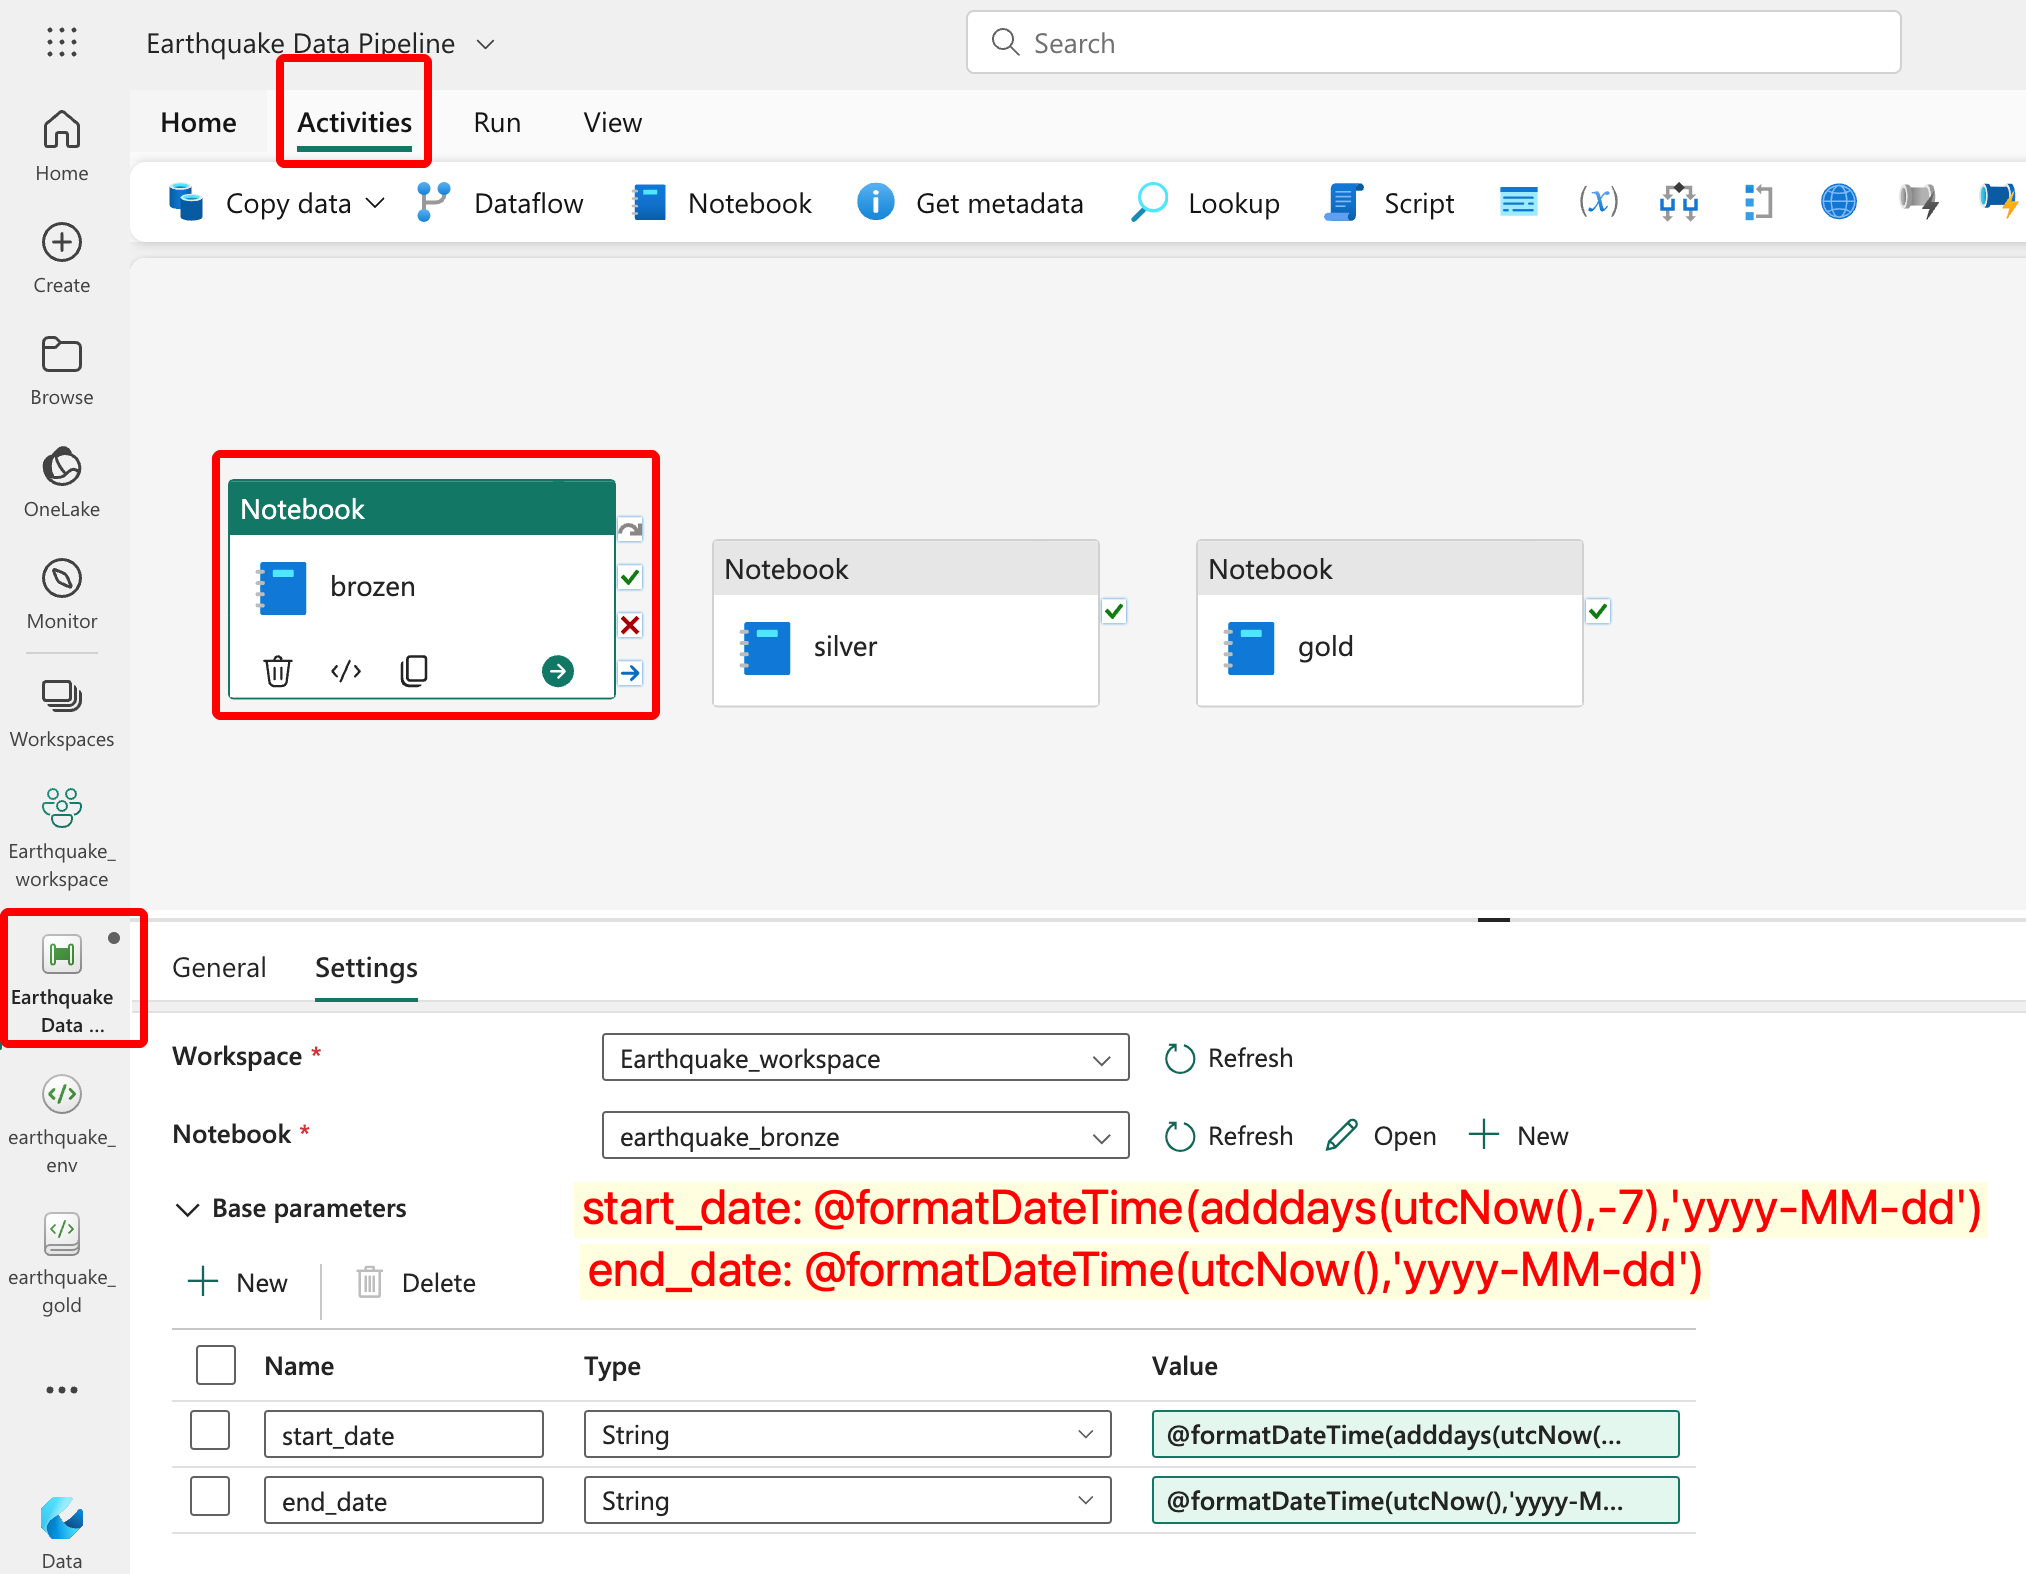 Earthquake Data Pipeline
Search
Home
Activities
Run
View
Copy data
Dataflow
Notebook
Get metadata
Lookup
Script
(x)
Home
Create
Browse
OneLake
Monitor
Workspaces
Earthquake_
workspace
Earthquake
Data ...
earthquake_
env
earthquake_
gold
Data
Notebook
brozen
Notebook
silver
Notebook
gold
General
Settings
Workspace *
Earthquake_workspace
Refresh
Notebook *
earthquake_bronze
Refresh
Open
New
Base parameters
start_date: @formatDateTime(adddays(utcNow(),-7),'yyyy-MM-dd')
end_date: @formatDateTime(utcNow(),'yyyy-MM-dd')
New
Delete
Name Type Value
start_date String @formatDateTime(adddays(utcNow(...
end_date String @formatDateTime(utcNow(),'yyyy-M...